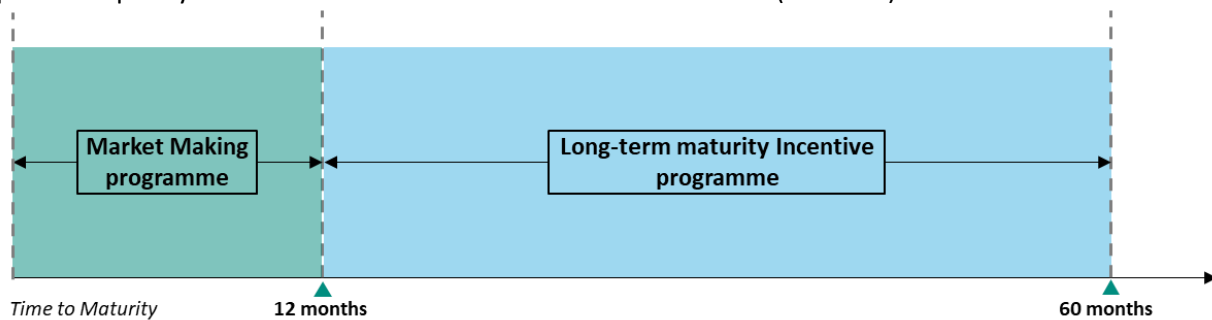 Market Making
programme
Long-term maturity Incentive
programme
Time to Maturity
12 months
60 months